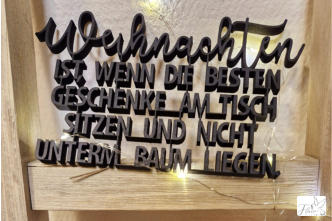 Weihnachten
IST, WENN DIE BESTEN
GESCHENKE AM TISCH
SITZEN UND NICHT
UNTERM BAUM LIEGEN.